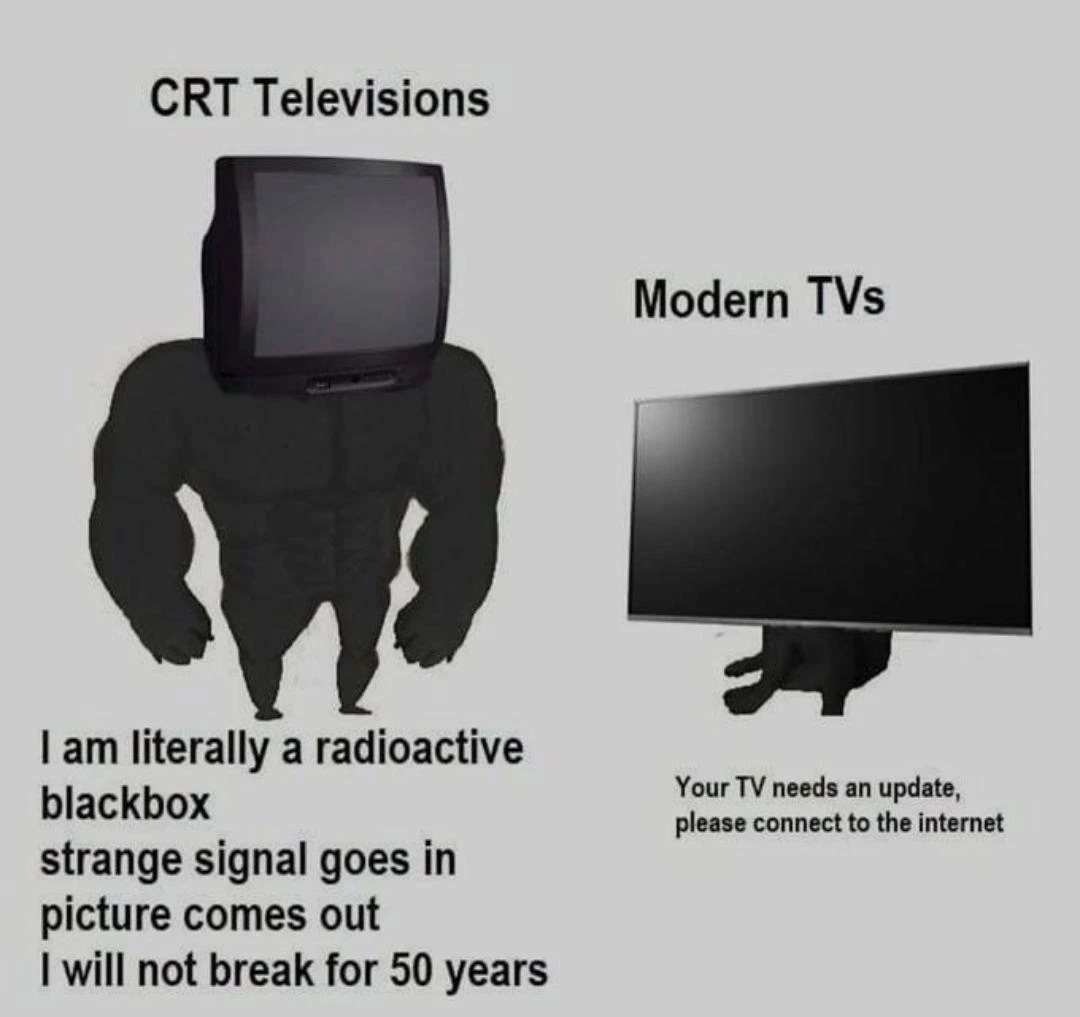 CRT Televisions
I am literally a radioactive
blackbox
strange signal goes in
picture comes out
I will not break for 50 years
Modern TVs
Your TV needs an update,
please connect to the internet